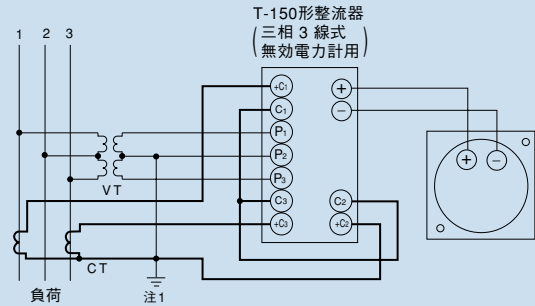 T-150形整流器
三相 3 線式
無効電力計用
1 2 3
+C1
C1
P1
P2
P3
C3
+C3
+
−
C2
+C2
+ −
VT
CT
負荷
注1